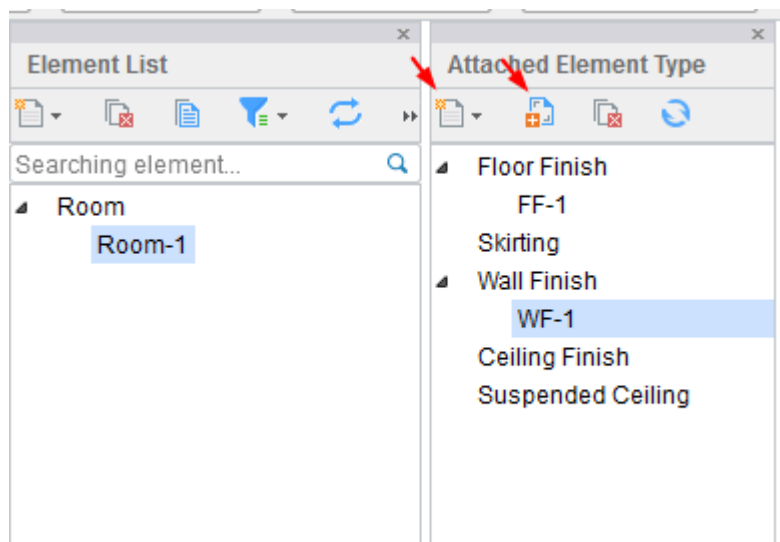 Element List
Searching element...
Room
Room-1
Attached Element Type
Floor Finish
FF-1
Skirting
Wall Finish
WF-1
Ceiling Finish
Suspended Ceiling